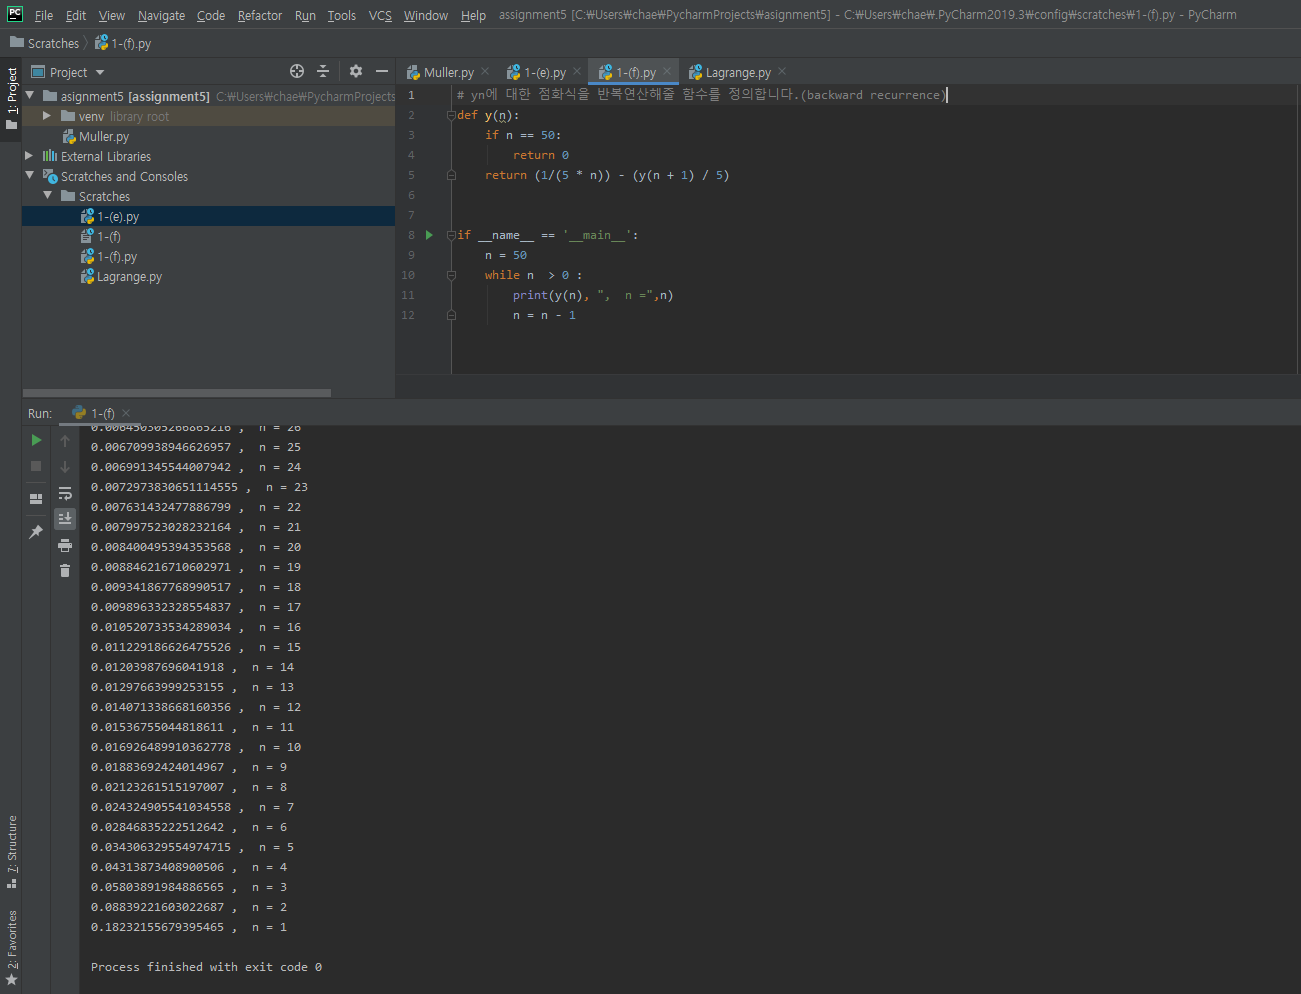 PC File Edit View Navigate Code Refactor Run Tools VCS Window Help assignment5 [C:₩Users₩chae₩PycharmProjects₩asignment5] - C:₩Users₩chae₩.PyCharm2019.3₩config₩scratches₩1-(f).py - PyCharm
Scratches 1-(f).py
1: Project
Project
asignment5 [assignment5] C:₩Users₩chae₩PycharmProjects
venv library root
Muller.py
External Libraries
Scratches and Consoles
Scratches
1-(e).py
1-(f)
1-(f).py
Lagrange.py
Muller.py 1-(e).py 1-(f).py Lagrange.py
1 # yn에 대한 점화식을 반복연산해줄 함수를 정의합니다.(backward recurrence)
2 def y(n):
3 if n == 50:
4 return 0
5 return (1/(5 * n)) - (y(n + 1) / 5)
6
7
8 if __name__ == '__main__':
9 n = 50
10 while n  > 0 :
11 print(y(n), ",  n =",n)
12 n = n - 1
Run: 1-(f)
0.006450305266865216 ,  n = 26
0.006709938946626957 ,  n = 25
0.006991345544007942 ,  n = 24
0.0072973830651114555 ,  n = 23
0.007631432477886799 ,  n = 22
0.007997523028232164 ,  n = 21
0.008400495394353568 ,  n = 20
0.008846216710602971 ,  n = 19
0.009341867768990517 ,  n = 18
0.009896332328554837 ,  n = 17
0.010520733534289034 ,  n = 16
0.011229186626475526 ,  n = 15
0.01203987696041918 ,  n = 14
0.01297663999253155 ,  n = 13
0.014071338668160356 ,  n = 12
0.01536755044818611 ,  n = 11
0.016926489910362778 ,  n = 10
0.01883692424014967 ,  n = 9
0.02123261515197007 ,  n = 8
0.024324905541034558 ,  n = 7
0.02846835222512642 ,  n = 6
0.034306329554974715 ,  n = 5
0.04313873408900506 ,  n = 4
0.05803891984886565 ,  n = 3
0.08839221603022687 ,  n = 2
0.18232155679395465 ,  n = 1
Process finished with exit code 0
7: Structure
2: Favorites